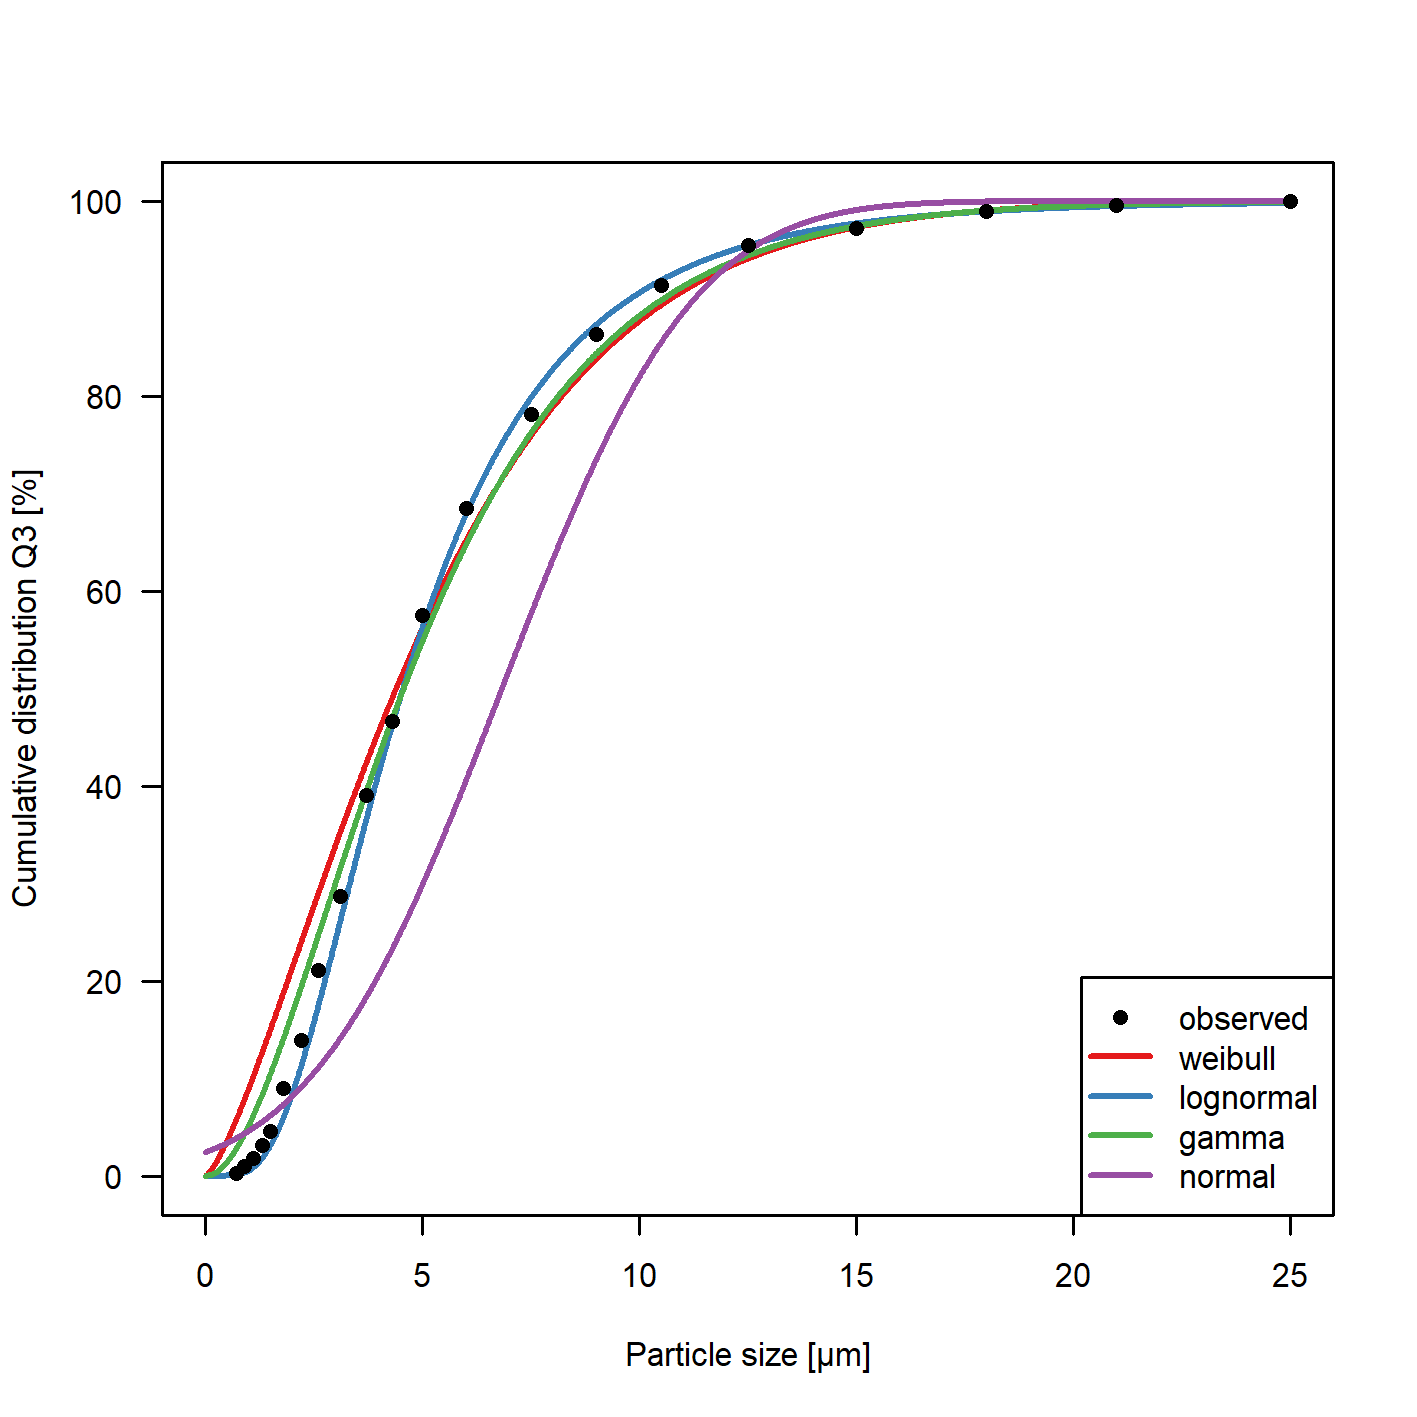 100
80
60
40
20
0
Cumulative distribution Q3 [%]
observed
weibull
lognormal
gamma
normal
0 5 10 15 20 25
Particle size [µm]